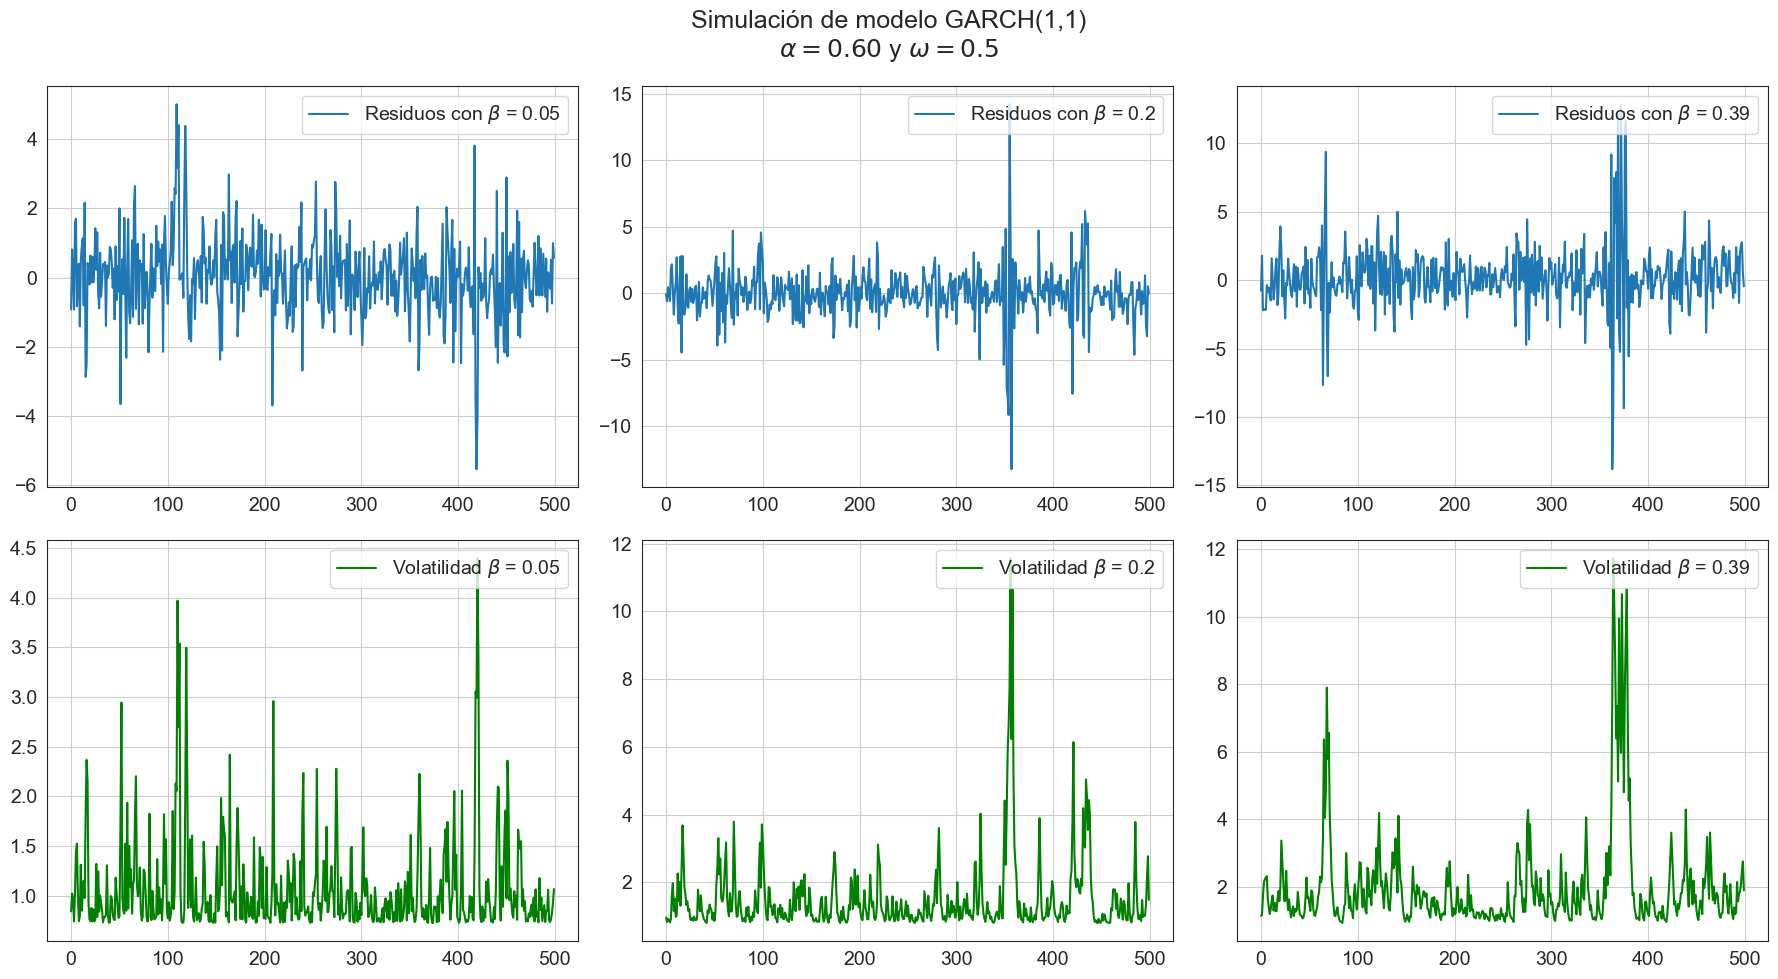 Simulación de modelo GARCH(1,1)
α = 0.60 y ω = 0.5
Residuos con β = 0.05
4
2
0
−2
−4
−6
0 100 200 300 400 500
Residuos con β = 0.2
15
10
5
0
−5
−10
0 100 200 300 400 500
Residuos con β = 0.39
10
5
0
−5
−10
−15
0 100 200 300 400 500
Volatilidad β = 0.05
4.5
4.0
3.5
3.0
2.5
2.0
1.5
1.0
0 100 200 300 400 500
Volatilidad β = 0.2
12
10
8
6
4
2
0 100 200 300 400 500
Volatilidad β = 0.39
12
10
8
6
4
2
0 100 200 300 400 500